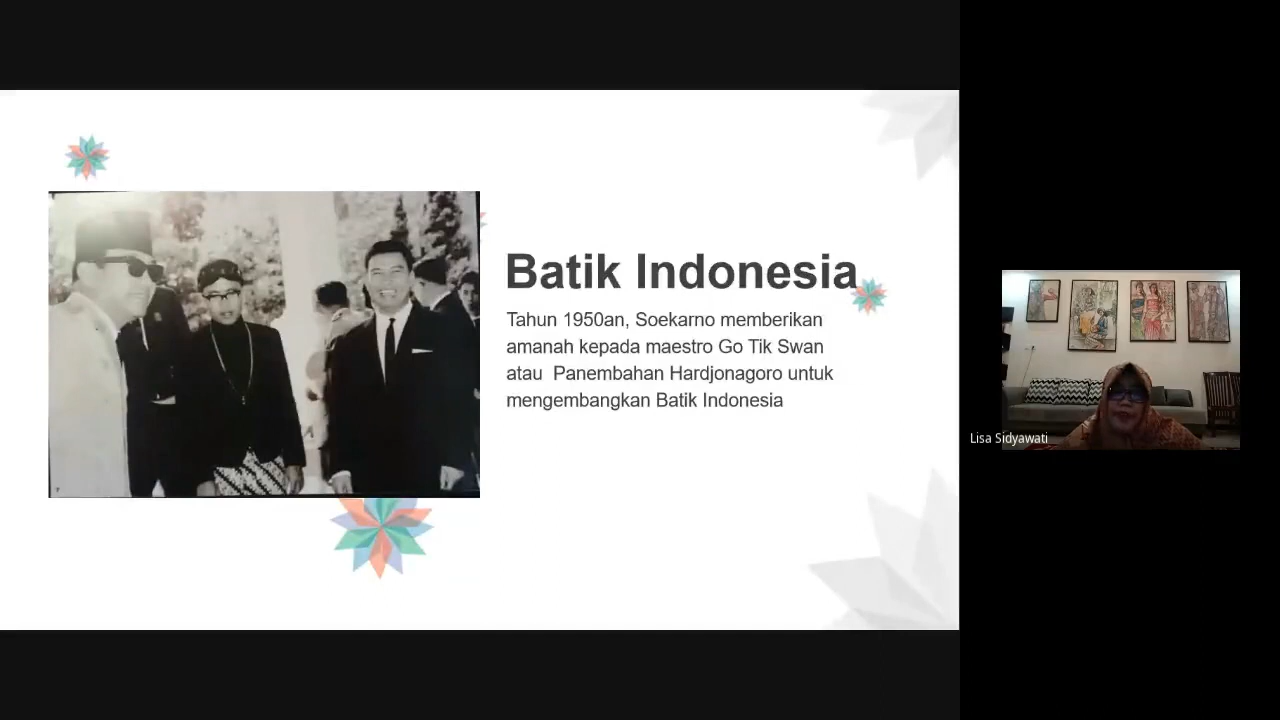 Batik Indonesia
Tahun 1950an, Soekarno memberikan
amanah kepada maestro Go Tik Swan
atau  Panembahan Hardjonagoro untuk
mengembangkan Batik Indonesia
Lisa Sidyawati